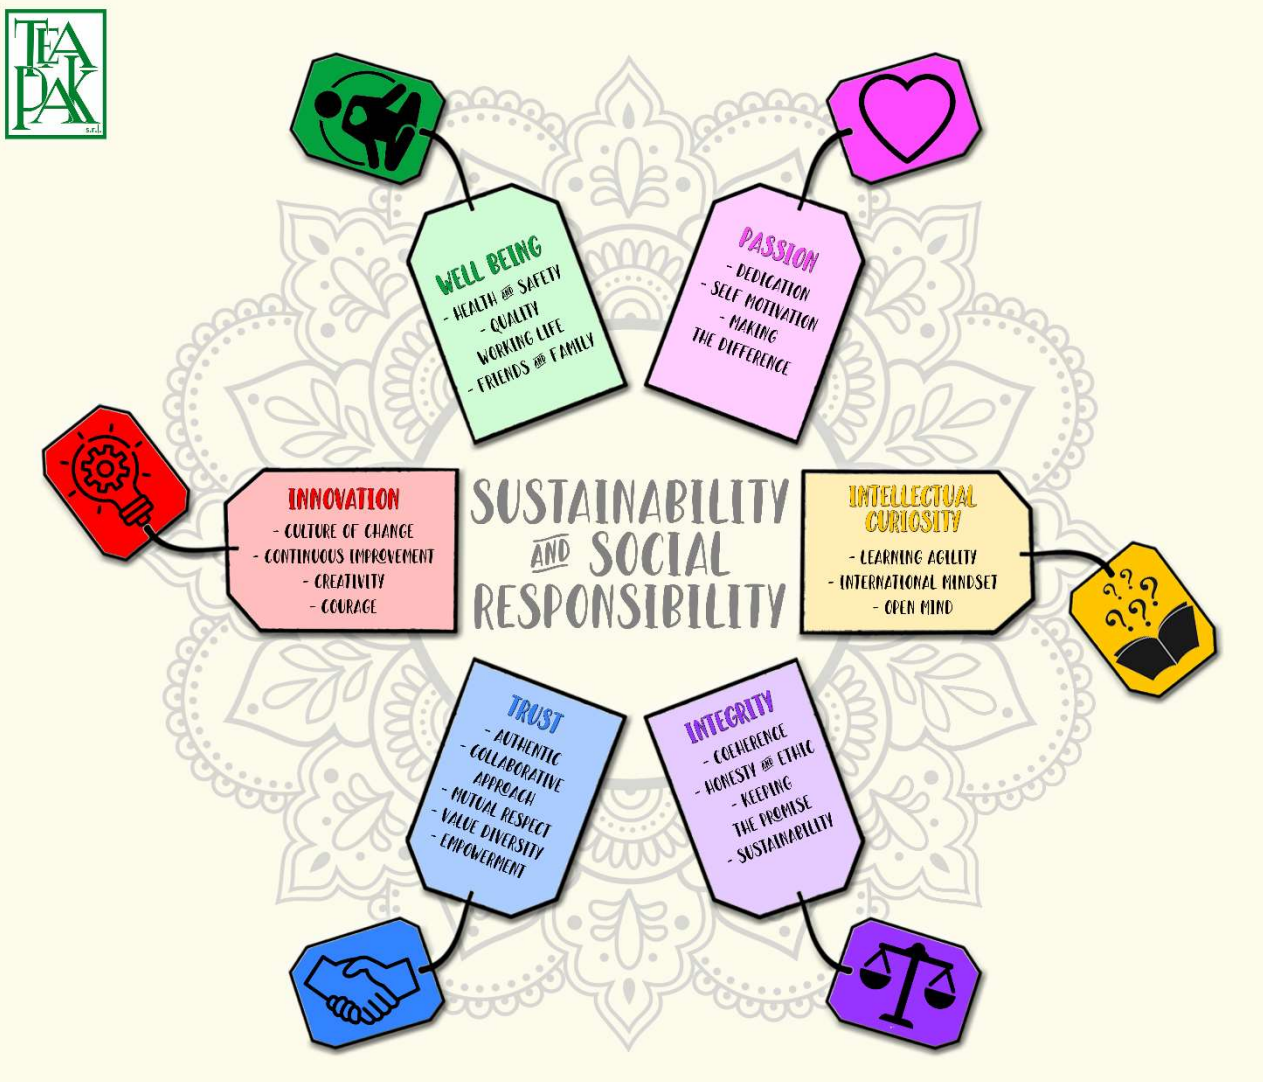 TEA
PAK
s.r.l.
WELL BEING
- HEALTH AND SAFETY
- QUALITY
WORKING LIFE
- FRIENDS AND FAMILY
PASSION
- DEDICATION
- SELF MOTIVATION
- MAKING
THE DIFFERENCE
INNOVATION
- CULTURE OF CHANGE
- CONTINUOUS IMPROVEMENT
- CREATIVITY
- COURAGE
SUSTAINABILITY
AND SOCIAL
RESPONSIBILITY
INTELLECTUAL
CURIOSITY
- LEARNING AGILITY
- INTERNATIONAL MINDSET
- OPEN MIND
TRUST
- AUTHENTIC
- COLLABORATIVE
APPROACH
- MUTUAL RESPECT
- VALUE DIVERSITY
- EMPOWERMENT
INTEGRITY
- COEHERENCE
- HONESTY AND ETHIC
- KEEPING
THE PROMISE
- SUSTAINABILITY
? ? ?
? ? ?